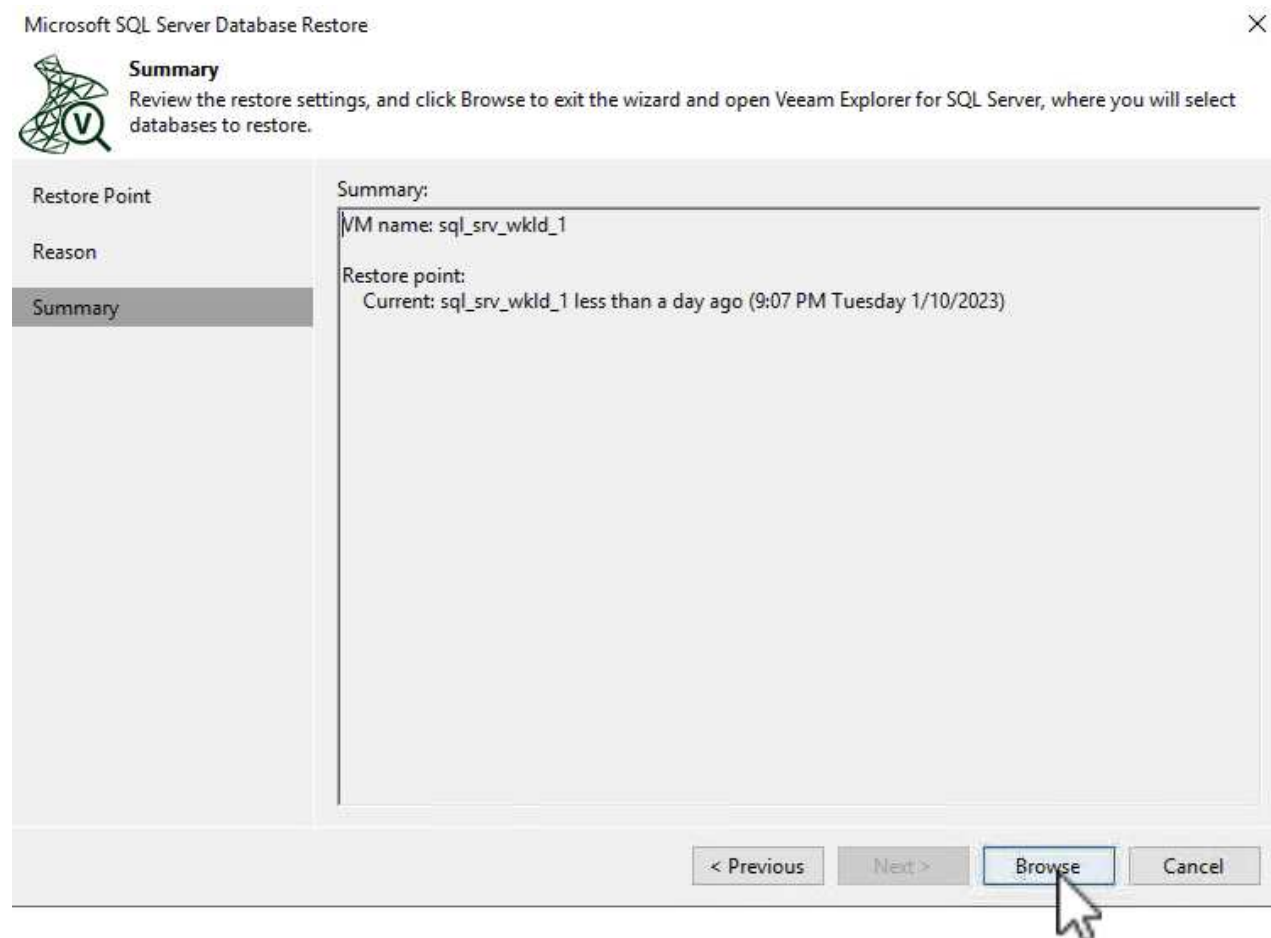 Microsoft SQL Server Database Restore
Summary
Review the restore settings, and click Browse to exit the wizard and open Veeam Explorer for SQL Server, where you will select
databases to restore.
V
Restore Point
Reason
Summary
Summary:
VM name: sql_srv_wkld_1
Restore point:
Current: sql_srv_wkld_1 less than a day ago (9:07 PM Tuesday 1/10/2023)
< Previous
Next >
Browse
Cancel